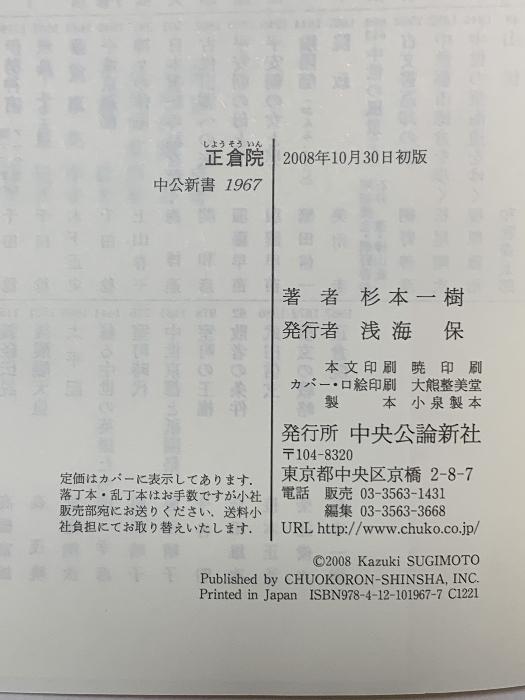 しようそういん
正倉院
中公新書 1967
2008年10月30日初版
著者 杉本一樹
発行者 浅海 保
本文印刷 暁印刷
カバー・口絵印刷 大熊整美堂
製本 小泉製本
発行所 中央公論新社
〒104-8320
東京都中央区京橋 2-8-7
電話 販売 03-3563-1431
編集 03-3563-3668
URL http://www.chuko.co.jp/
定価はカバーに表示してあります.
落丁本・乱丁本はお手数ですが小社
販売部宛にお送りください. 送料小
社負担にてお取り替えいたします.
©2008 Kazuki SUGIMOTO
Published by CHUOKORON-SHINSHA, INC.
Printed in Japan ISBN978-4-12-101967-7 C1221